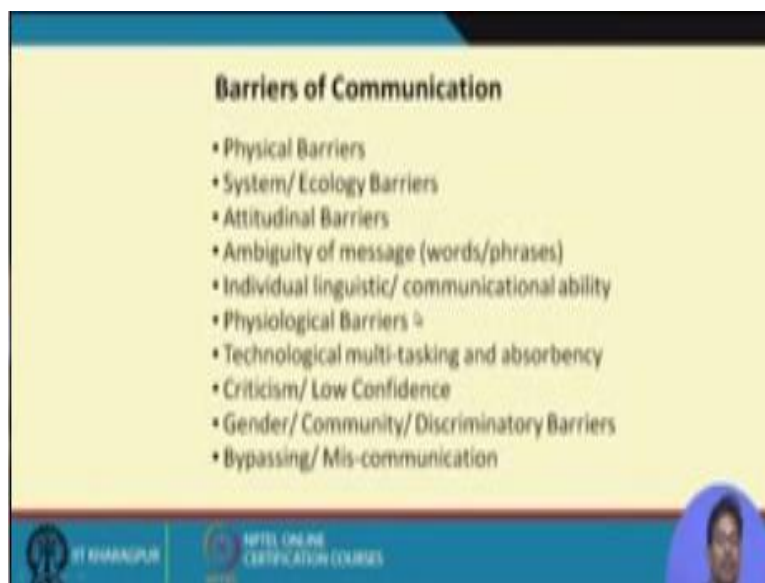 Barriers of Communication
• Physical Barriers
• System/ Ecology Barriers
• Attitudinal Barriers
• Ambiguity of message (words/phrases)
• Individual linguistic/ communicational ability
• Physiological Barriers
• Technological multi-tasking and absorbency
• Criticism/ Low Confidence
• Gender/ Community/ Discriminatory Barriers
• Bypassing/ Mis-communication
IIT KHARAGPUR
NPTEL ONLINE
CERTIFICATION COURSES